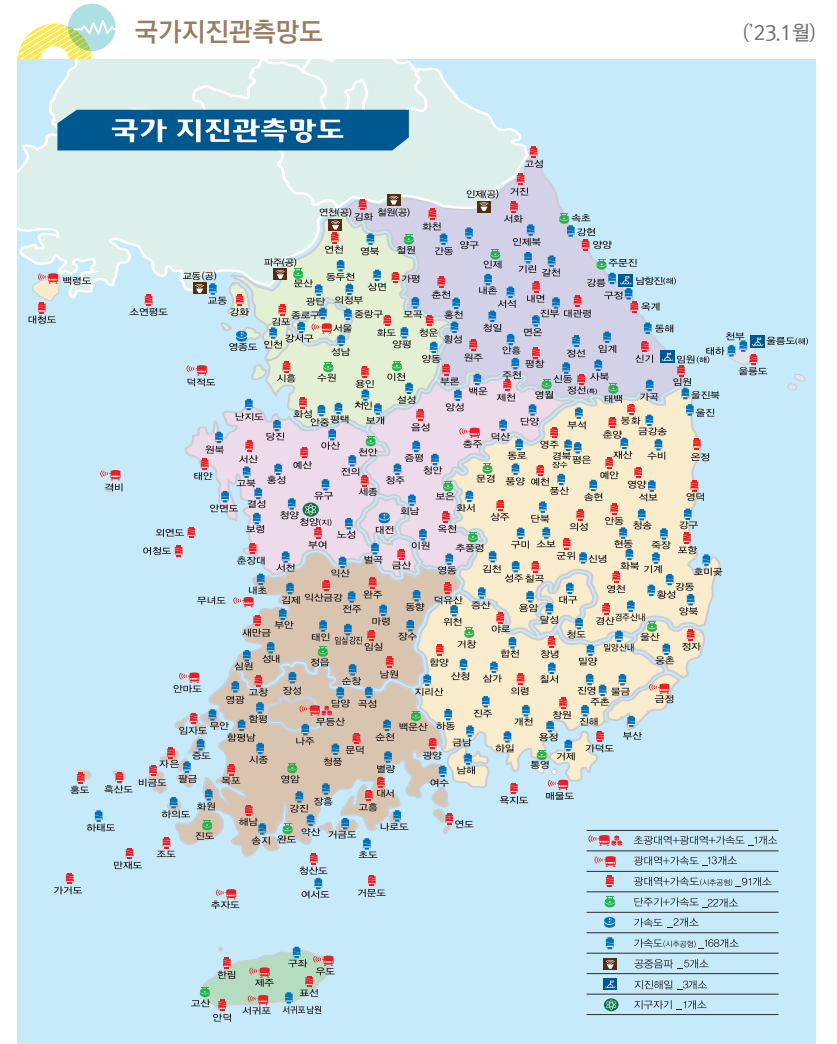 국가지진관측망도
('23.1월)
국가 지진관측망도
고성
거진
인제(공)
서화
속초
연천(공)
김화
철원(공)
화천
강현
인제북
양양
연천
영북
철원
간동
양구
인제
기린
갈천
주문진
파주(공)
문산
동두천
상면
가평
강릉
남항진(해)
교동(공)
교동
백령도
대청도
소연평도
강화
광탄
의정부
춘천
내촌
서석
내면
구정
옥계
김포
종로구
중랑구
모곡
홍천
진부
대관령
인천
강서구
서울
화도
청운
횡성
청일
면온
동해
영종도
성남
양평
양동
원주
안흥
평창
정선
임계
신기
임원(해)
천부
태하
울릉도(해)
울릉도
덕적도
시흥
수원
용인
이천
부론
백운
주천
제천
영월
신동
정선(특)
사북
태백
가곡
임원
울진북
난지도
화성
안중
평택
처인
보개
설성
앙성
음성
단양
부석
봉화
울진
당진
아산
천안
충주
덕산
춘양
금강송
원북
서산
예산
전의
증평
동로
영주
경북장수
평은
재산
수비
온정
태안
고북
홍성
청주
청안
문경
풍양
예천
풍산
예안
영양
격비
안면도
결성
유구
세종
보은
화서
송현
석보
영덕
보령
청양
청양(지)
회남
상주
단북
의성
안동
청송
강구
외연도
어청도
부여
노성
대전
옥천
이원
추풍령
구미
소보
현동
죽장
포항
춘장대
서천
익산
벌곡
금산
영동
김천
성주
칠곡
군위
신녕
화북
기계
호미곶
내초
김제
익산금강
완주
동향
덕유산
증산
용암
대구
영천
황성
강동
무녀도
부안
전주
마령
위천
야로
달성
경산
경주산내
양북
새만금
태인
임실강진
임실
장수
거창
합천
창녕
청도
밀양산내
울산
정자
심원
성내
정읍
순창
남원
함양
산청
삼가
칠서
밀양
웅촌
안마도
영광
고창
장성
담양
곡성
지리산
의령
진영
주촌
물금
금정
임자도
무안
함평
함평남
무등산
백운산
하동
진주
개천
창원
진해
부산
증도
나주
순천
금남
하일
용정
거제
가덕도
자은
시종
청풍
문덕
벌량
광양
남해
통영
홍도
흑산도
비금도
팔금
목포
영암
여수
욕지도
매물도
하태도
하의도
화원
해남
강진
장흥
고흥
대서
진도
송지
완도
약산
거금도
나로도
연도
조도
만재도
가거도
초도
청산도
여서도
거문도
추자도
한림
제주
구좌
우도
고산
안덕
서귀포
표선
서귀포남원
초광대역+광대역+가속도 _1개소
광대역+가속도 _13개소
광대역+가속도(시추공형) _91개소
단주기+가속도 _22개소
가속도 _2개소
가속도(시추공형) _168개소
공중음파 _5개소
지진해일 _3개소
지구자기 _1개소